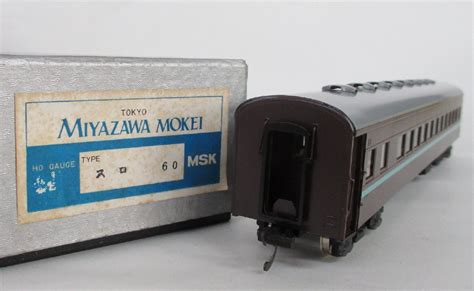 TOKYO
MIYAZAWA MOKEI
HO GAUGE TYPE スロ 60 MSK